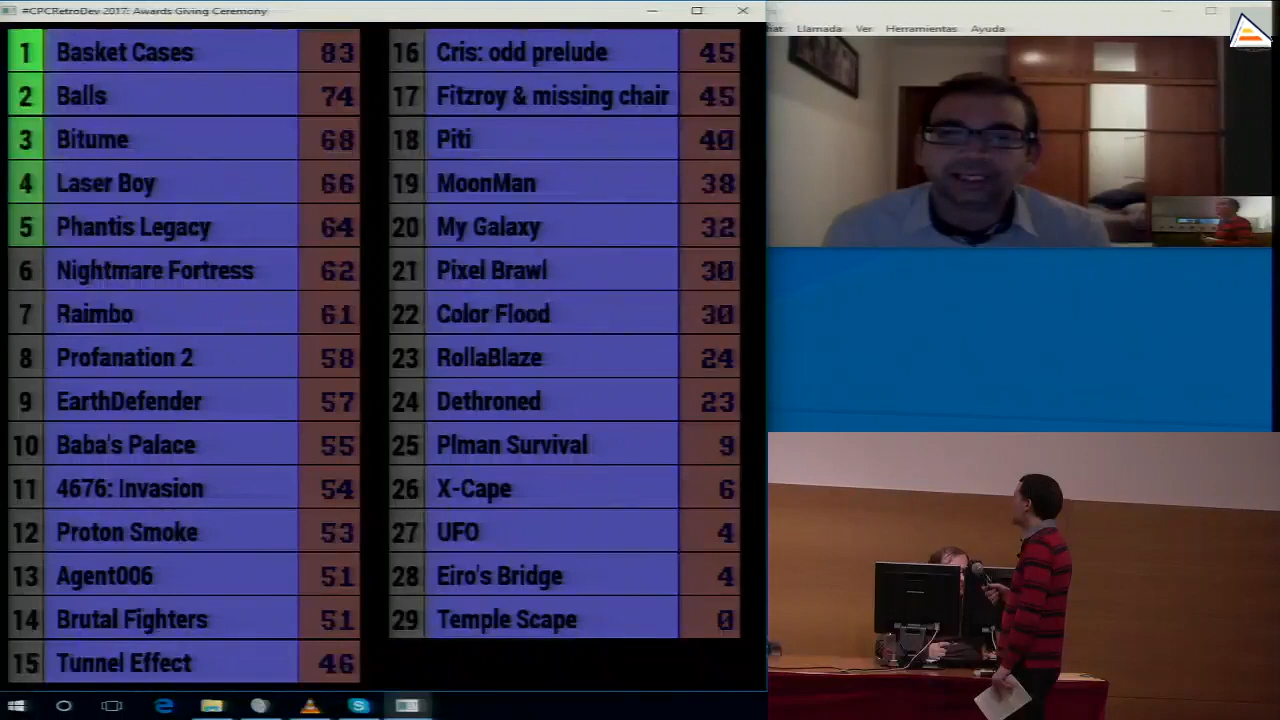 #CPCRetroDev 2017: Awards Giving Ceremony
1 Basket Cases 83
2 Balls 74
3 Bitume 68
4 Laser Boy 66
5 Phantis Legacy 64
6 Nightmare Fortress 62
7 Raimbo 61
8 Profanation 2 58
9 EarthDefender 57
10 Baba's Palace 55
11 4676: Invasion 54
12 Proton Smoke 53
13 Agent006 51
14 Brutal Fighters 51
15 Tunnel Effect 46
16 Cris: odd prelude 45
17 Fitzroy & missing chair 45
18 Piti 40
19 MoonMan 38
20 My Galaxy 32
21 Pixel Brawl 30
22 Color Flood 30
23 RollaBlaze 24
24 Dethroned 23
25 Plman Survival 9
26 X-Cape 6
27 UFO 4
28 Eiro's Bridge 4
29 Temple Scape 0
hat Llamada Ver Herramientas Ayuda